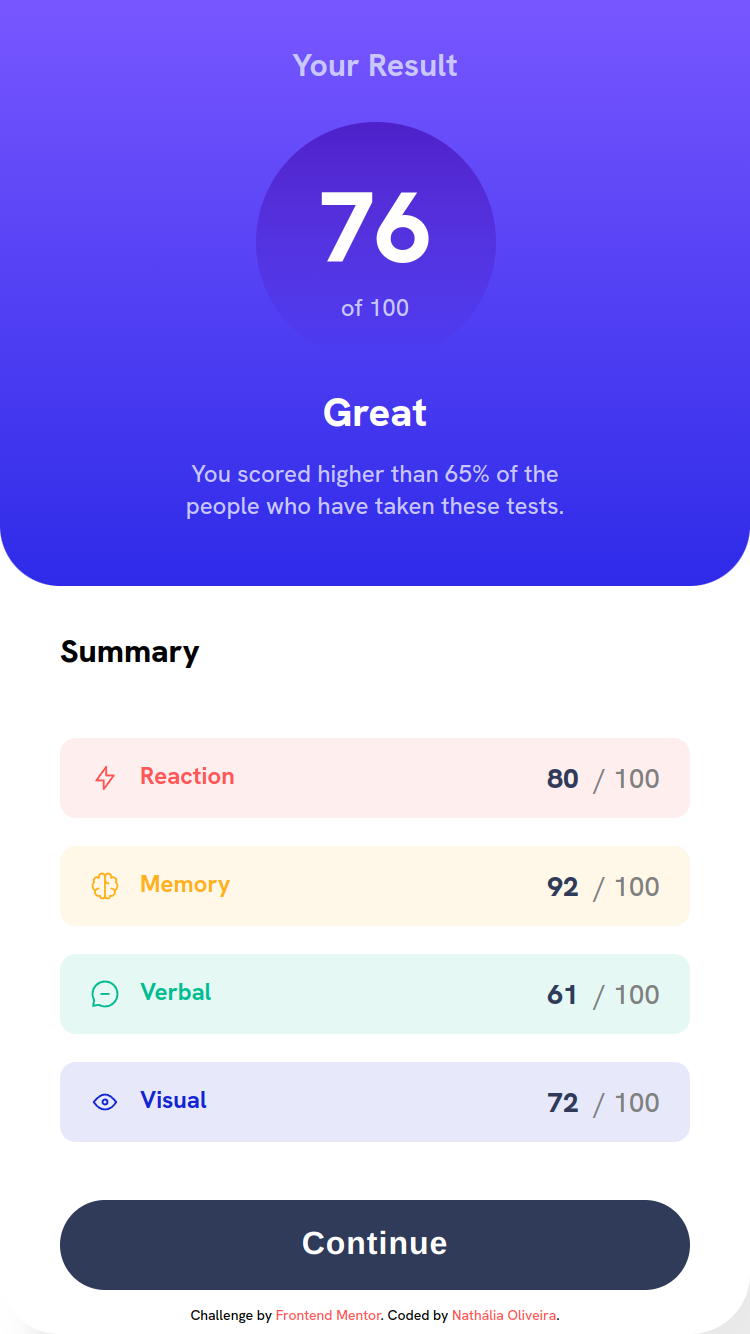 Your Result
76
of 100
Great
You scored higher than 65% of the
people who have taken these tests.
Summary
Reaction 80 / 100
Memory 92 / 100
Verbal 61 / 100
Visual 72 / 100
Continue
Challenge by Frontend Mentor. Coded by Nathália Oliveira.